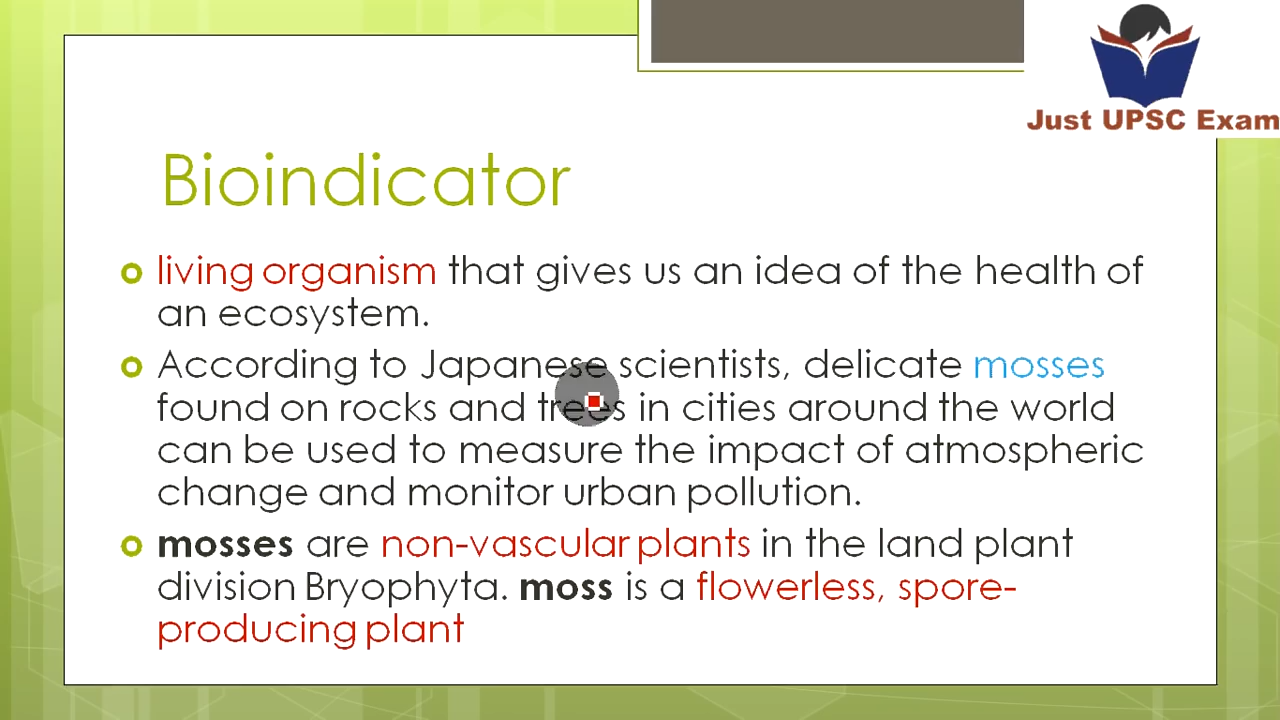 Just UPSC Exam
Bioindicator
living organism that gives us an idea of the health of
an ecosystem.
According to Japanese scientists, delicate mosses
found on rocks and trees in cities around the world
can be used to measure the impact of atmospheric
change and monitor urban pollution.
mosses are non-vascular plants in the land plant
division Bryophyta. moss is a flowerless, spore-
producing plant